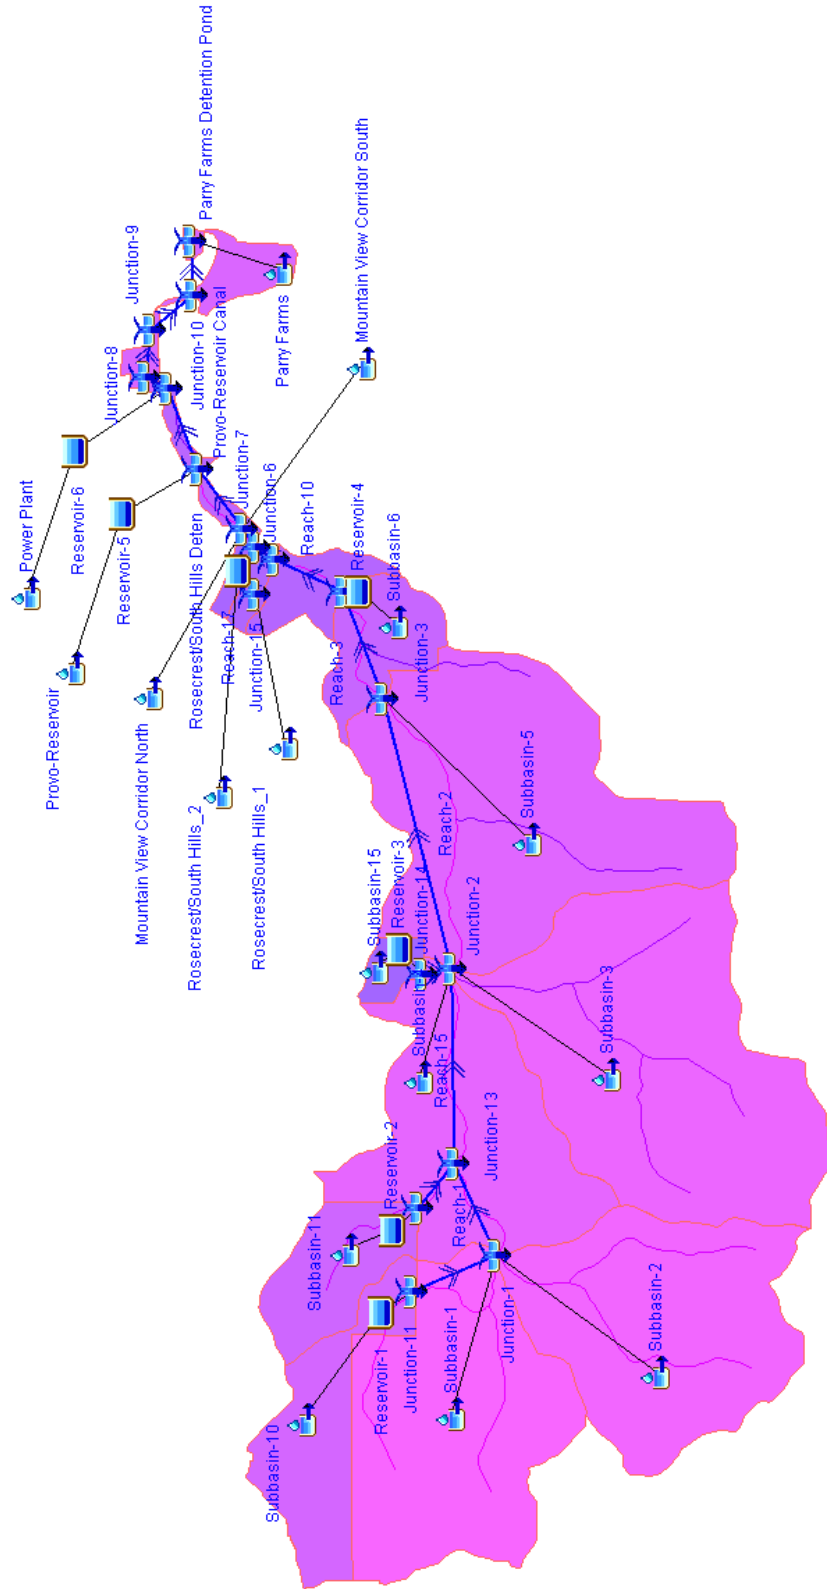 Power Plant
Provo-Reservoir
Reservoir-6
Junction-8
Reservoir-5
Junction-9
Mountain View Corridor North
Rosecrest/South Hills_2
Rosecrest/South Hills Deten
Junction-10
Parry Farms Detention Pond
Provo-Reservoir Canal
Reach-17
Junction-7
Junction-15
Rosecrest/South Hills_1
Junction-6
Subbasin-10
Parry Farms
Reach-10
Subbasin-11
Reach-3
Reservoir-4
Mountain View Corridor South
Subbasin-15
Reservoir-1
Reservoir-2
Subbasin-6
Reservoir-3
Junction-11
Junction-14
Junction-3
Reach-15
Reach-2
Subbasin-1
Reach-1
Junction-2
Junction-13
Junction-1
Subbasin-5
Subbasin-3
Subbasin-2